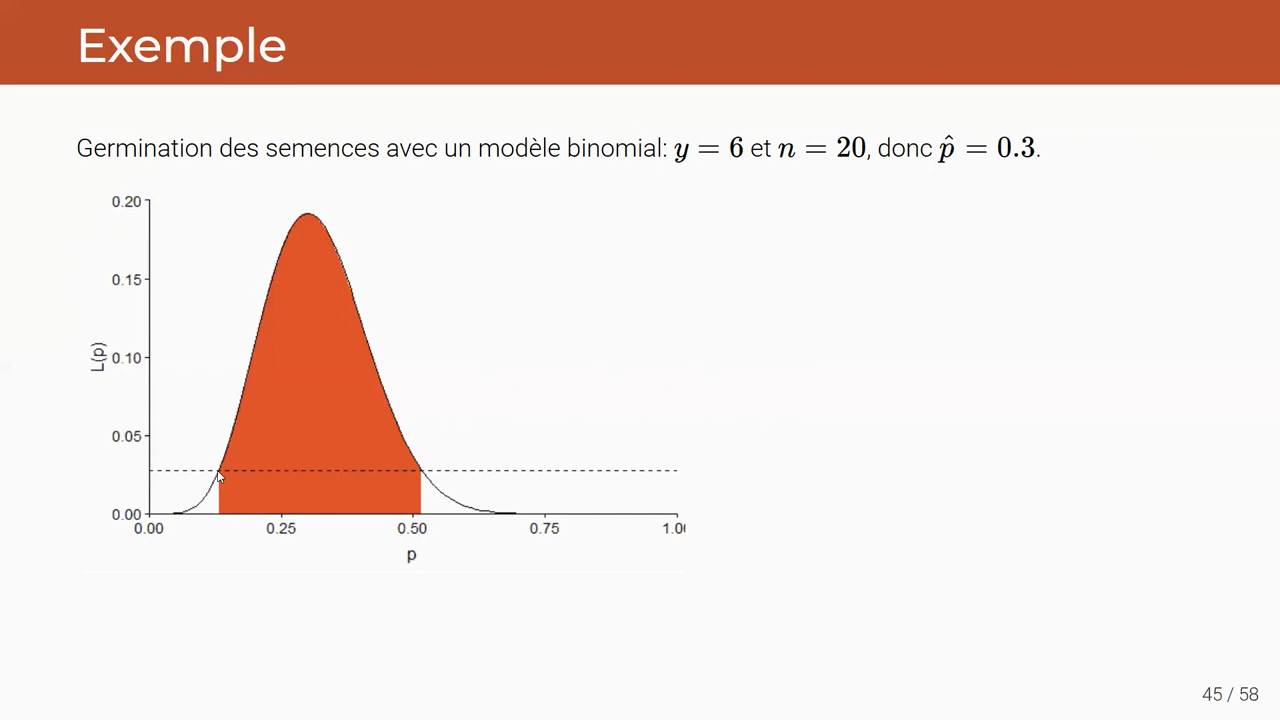 Exemple
Germination des semences avec un modèle binomial: y = 6 et n = 20, donc p̂ = 0.3.
0.20
0.15
L(p)
0.10
0.05
0.00
0.00 0.25 0.50 0.75 1.0
p
45 / 58